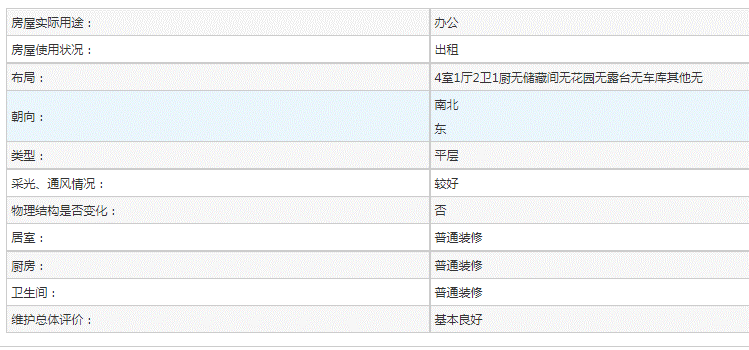 房屋实际用途：	办公
房屋使用状况：	出租
布局：	4室1厅2卫1厨无储藏间无花园无露台无车库其他无
朝向：	南北
东
类型：	平层
采光、通风情况：	较好
物理结构是否变化：	否
居室：	普通装修
厨房：	普通装修
卫生间：	普通装修
维护总体评价：	基本良好